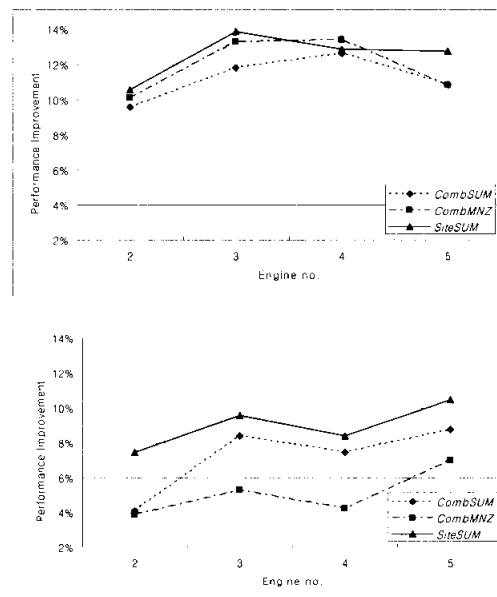 14%
12%
10%
8%
6%
4%
2%
Performance Improvement
CombSUM
CombMNZ
SiteSUM
2 3 4 5
Engine no.
14%
12%
10%
8%
6%
4%
2%
Performance Improvement
CombSUM
CombMNZ
SiteSUM
2 3 4 5
Engine no.